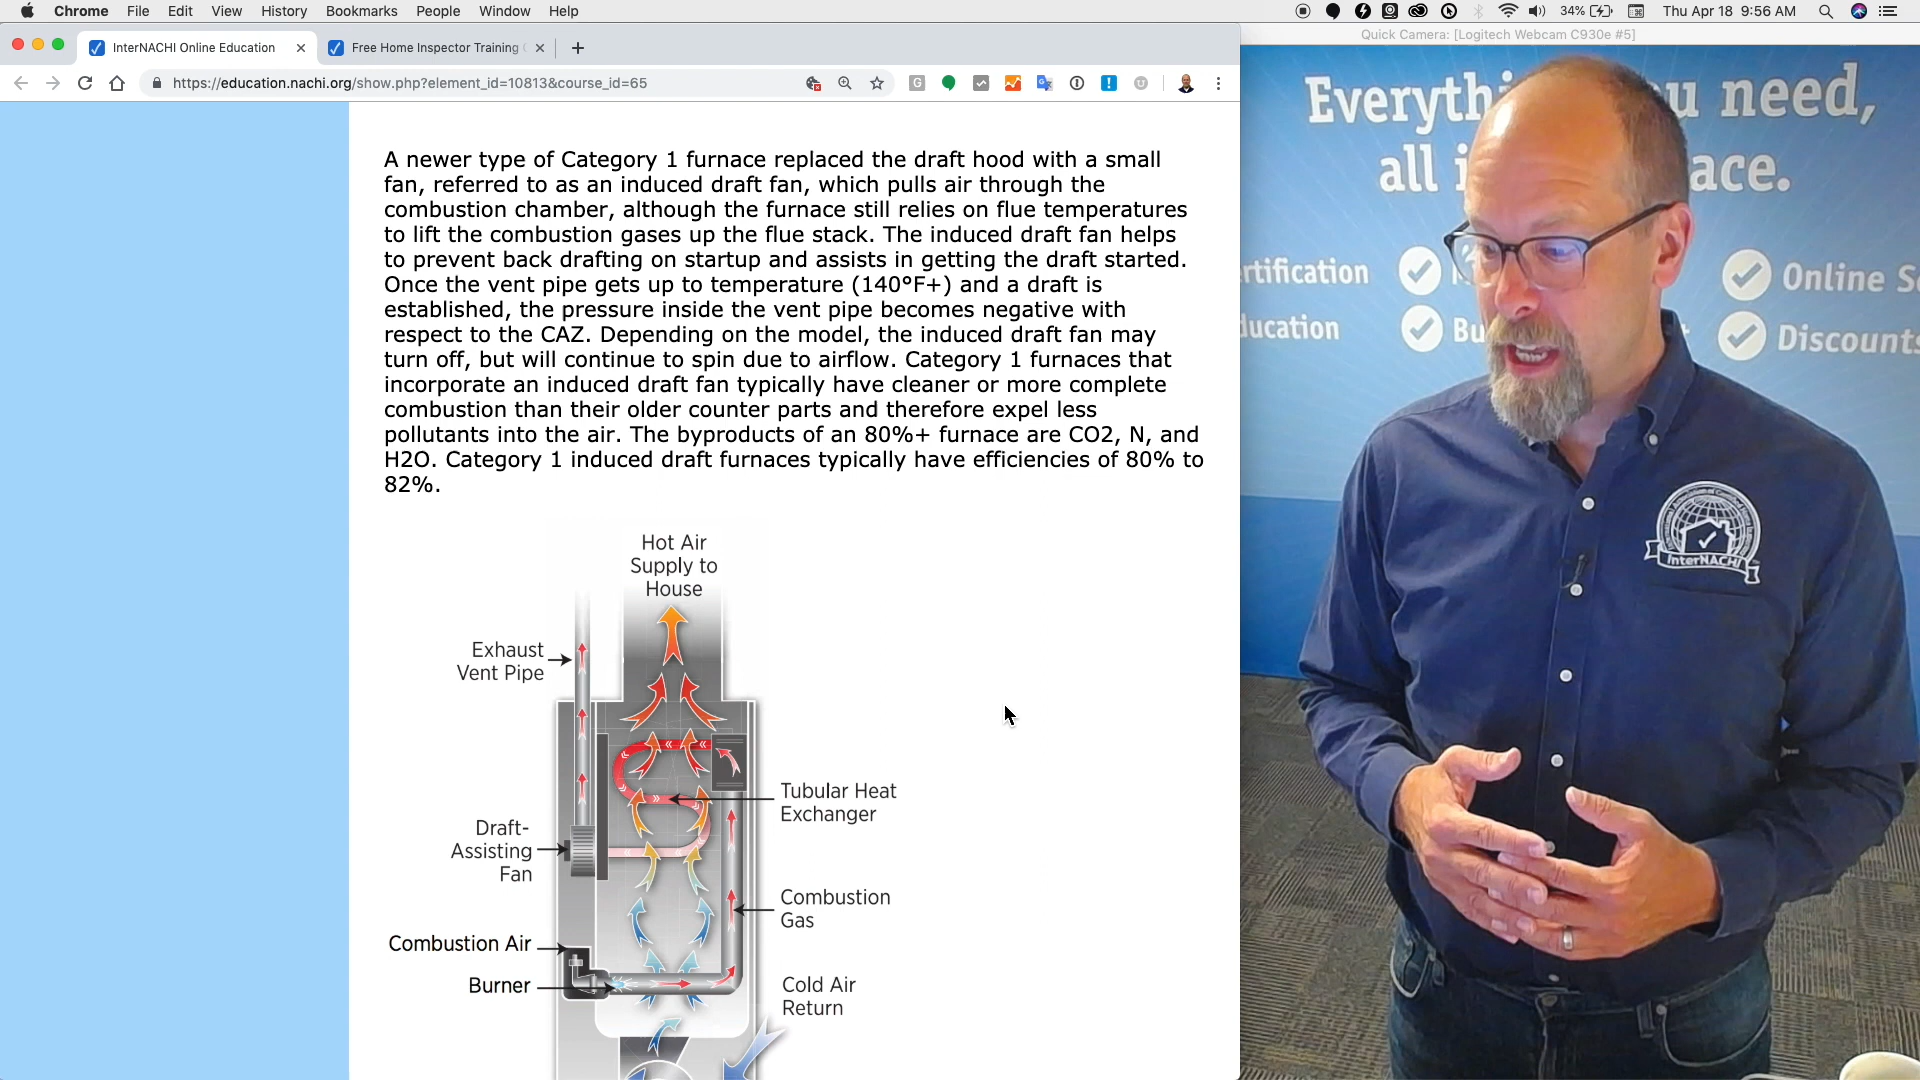 Chrome File Edit View History Bookmarks People Window Help
34% Thu Apr 18 9:56 AM
Quick Camera: [Logitech Webcam C930e #5]
InterNACHI Online Education
Free Home Inspector Training
https://education.nachi.org/show.php?element_id=10813&course_id=65
A newer type of Category 1 furnace replaced the draft hood with a small
fan, referred to as an induced draft fan, which pulls air through the
combustion chamber, although the furnace still relies on flue temperatures
to lift the combustion gases up the flue stack. The induced draft fan helps
to prevent back drafting on startup and assists in getting the draft started.
Once the vent pipe gets up to temperature (140°F+) and a draft is
established, the pressure inside the vent pipe becomes negative with
respect to the CAZ. Depending on the model, the induced draft fan may
turn off, but will continue to spin due to airflow. Category 1 furnaces that
incorporate an induced draft fan typically have cleaner or more complete
combustion than their older counter parts and therefore expel less
pollutants into the air. The byproducts of an 80%+ furnace are CO2, N, and
H2O. Category 1 induced draft furnaces typically have efficiencies of 80% to
82%.
Hot Air
Supply to
House
Exhaust
Vent Pipe
Tubular Heat
Exchanger
Draft-
Assisting
Fan
Combustion
Gas
Combustion Air
Burner
Cold Air
Return
Everyth u need,
all i ace.
rtification
Online S
ducation
Bu
Discounts
InterNACHI